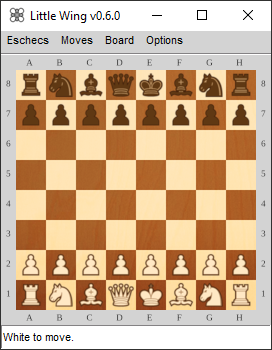 Little Wing v0.6.0
Eschecs Moves Board Options
A B C D E F G H
8 8
7 7
6 6
5 5
4 4
3 3
2 2
1 1
A B C D E F G H
White to move.